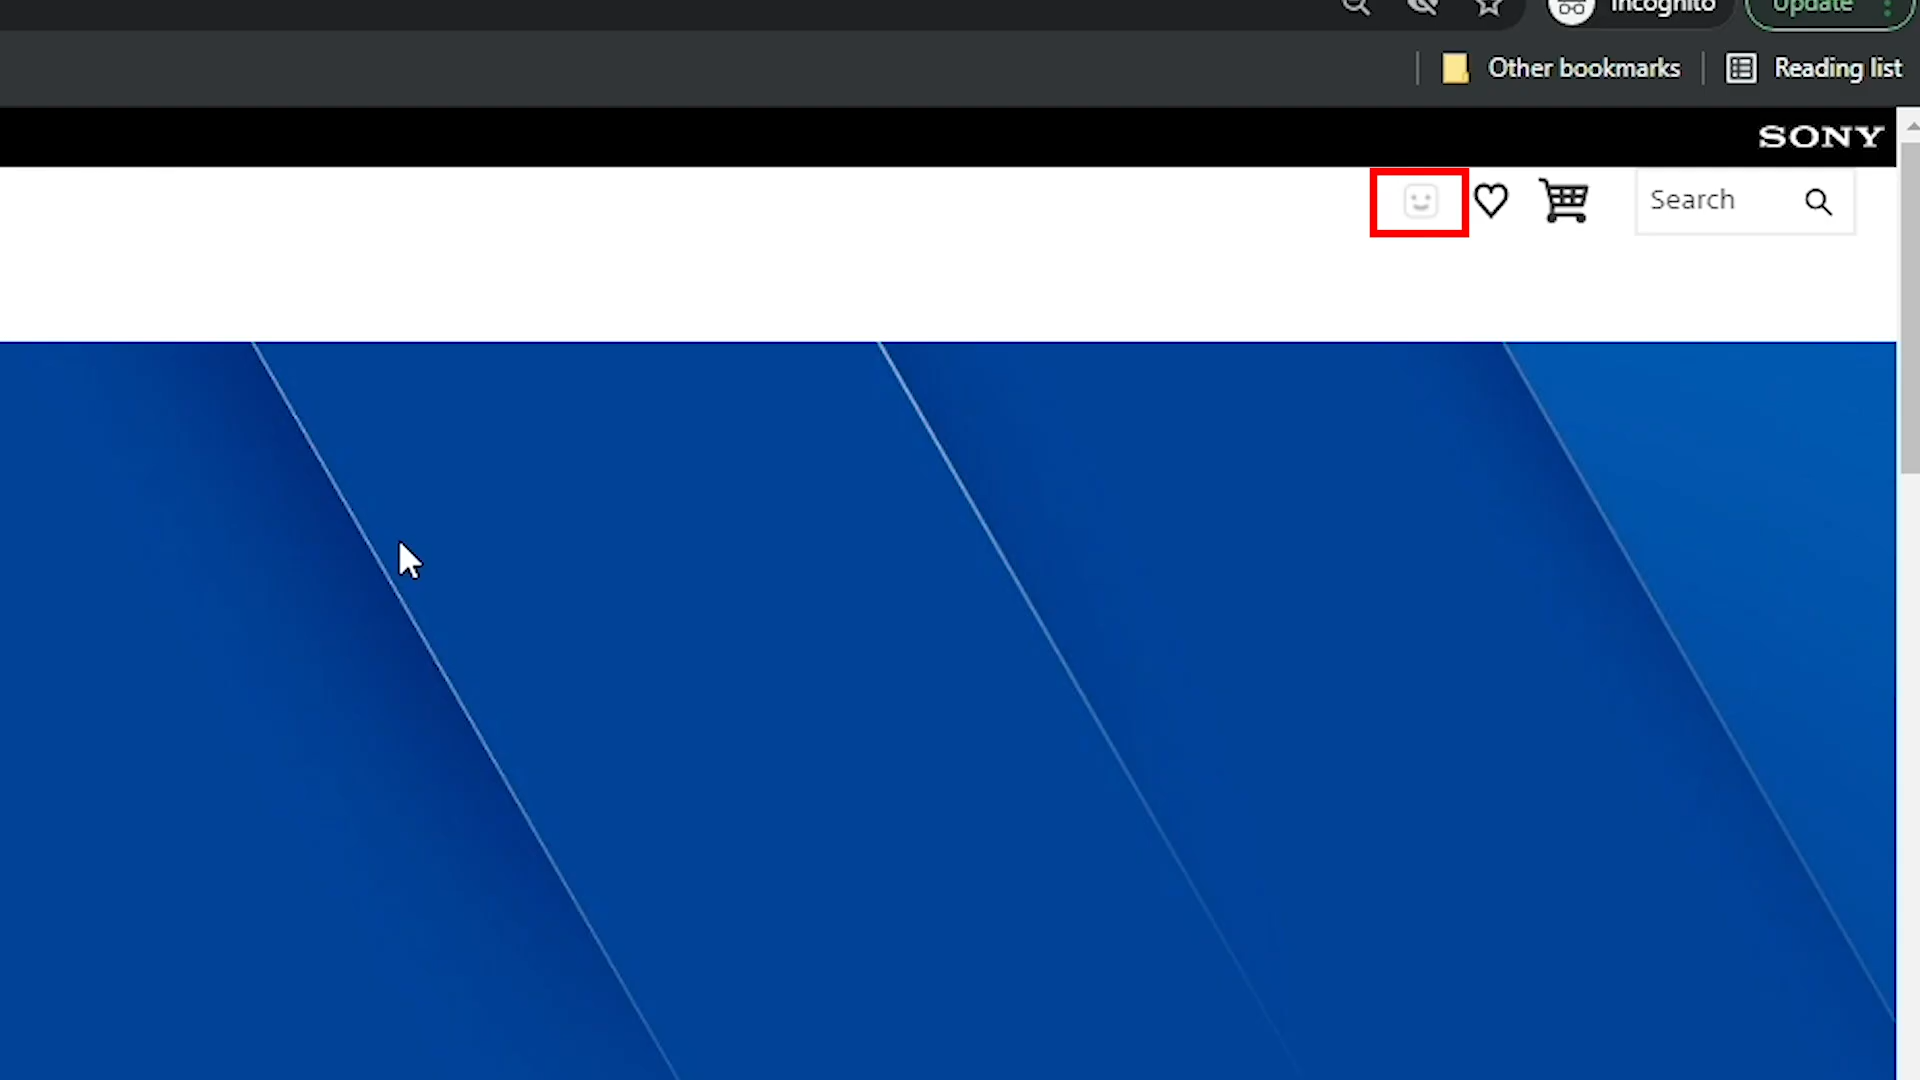 Incognito
Update
Other bookmarks
Reading list
SONY
Search